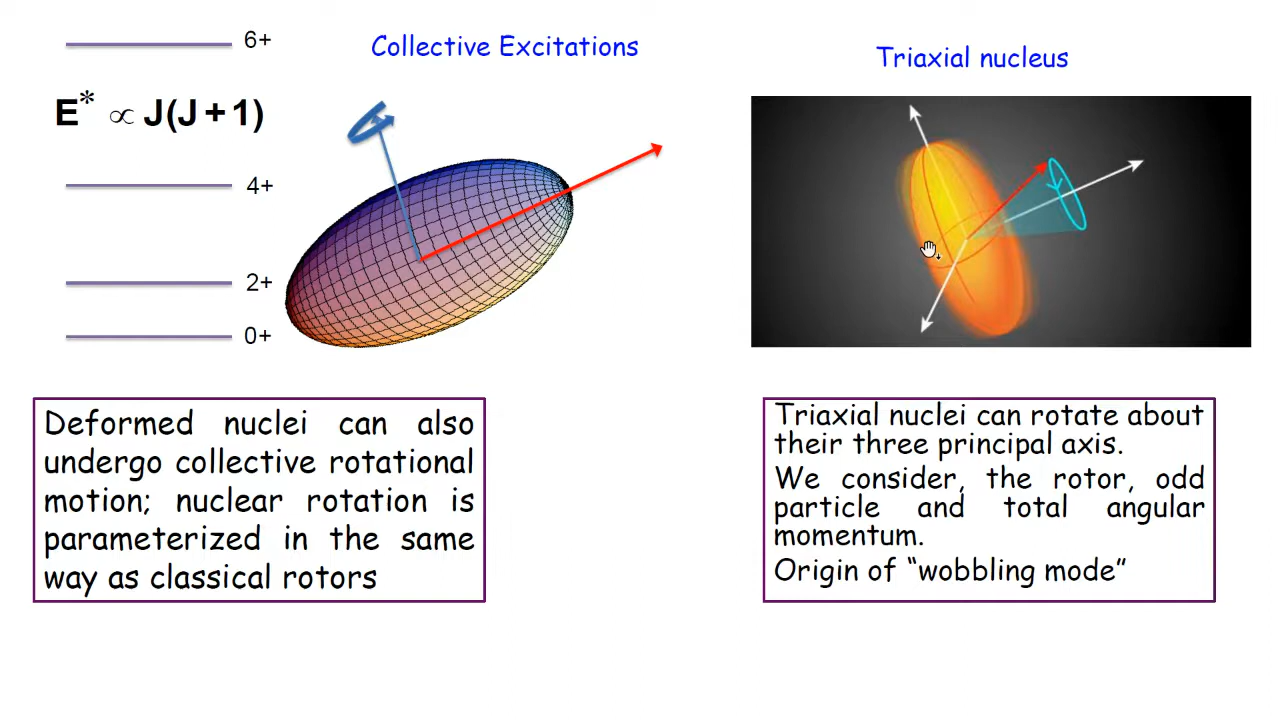 Collective Excitations
6+
E* ∝ J(J + 1)
4+
2+
0+
Deformed nuclei can also
undergo collective rotational
motion; nuclear rotation is
parameterized in the same
way as classical rotors
Triaxial nucleus
Triaxial nuclei can rotate about
their three principal axis.
We consider, the rotor, odd
particle and total angular
momentum.
Origin of “wobbling mode”